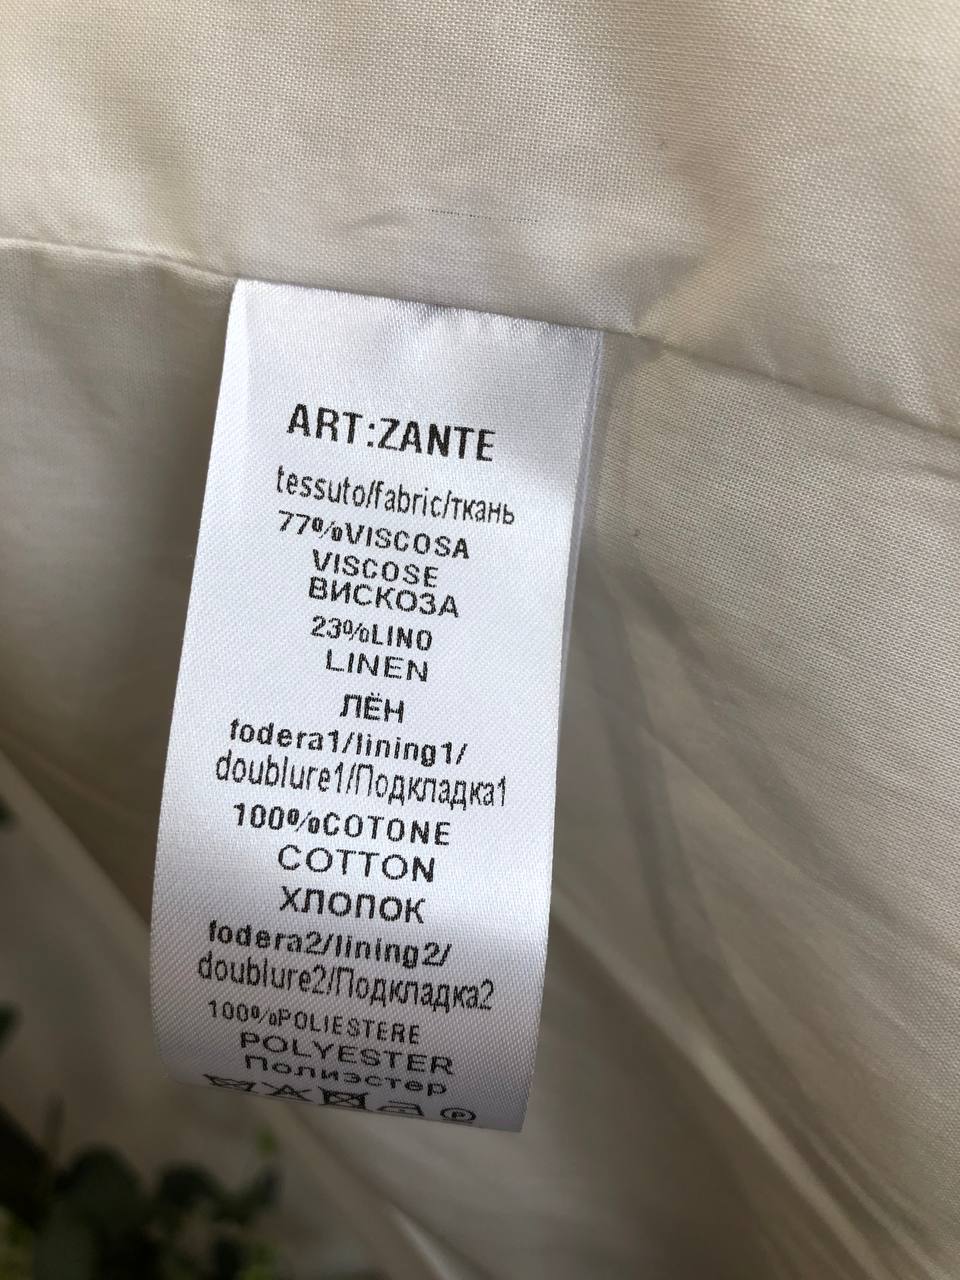 ART:ZANTE
tessuto/fabric/ткань
77%VISCOSA
VISCOSE
ВИСКОЗА
23%LINO
LINEN
ЛЁН
fodera1/lining1/
doublure1/Подкладка1
100%COTONE
COTTON
ХЛОПОК
fodera2/lining2/
doublure2/Подкладка2
100%POLIESTERE
POLYESTER
Полиэстер
P